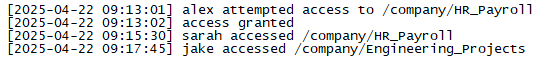 [2025-04-22 09:13:01] alex attempted access to /company/HR_Payroll
[2025-04-22 09:13:02] access granted
[2025-04-22 09:15:30] sarah accessed /company/HR_Payroll
[2025-04-22 09:17:45] jake accessed /company/Engineering_Projects